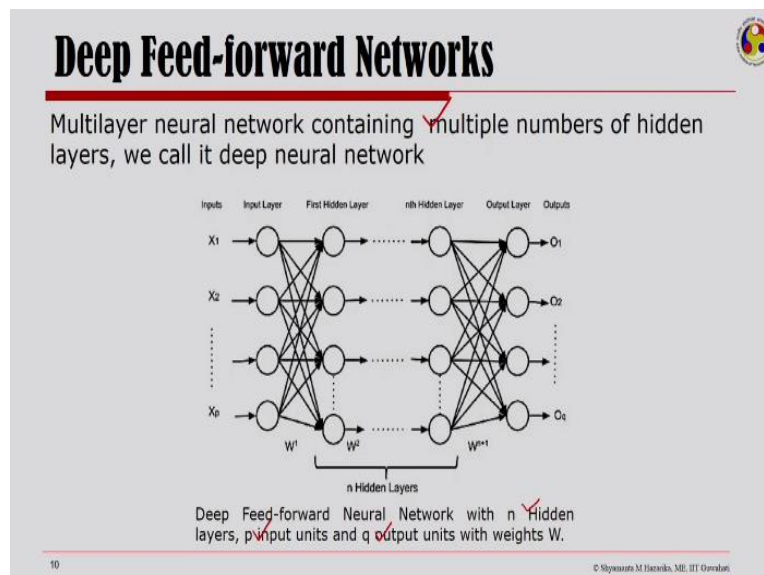 Deep Feed-forward Networks
Multilayer neural network containing multiple numbers of hidden
layers, we call it deep neural network
Inputs Input Layer First Hidden Layer nth Hidden Layer Output Layer Outputs
X1 O1
X2 O2
Xp Oq
W¹ W² Wⁿ⁺¹
n Hidden Layers
Deep Feed-forward Neural Network with n Hidden
layers, p input units and q output units with weights W.
10 © Shyamanta M Hazarika, ME, IIT Guwahati